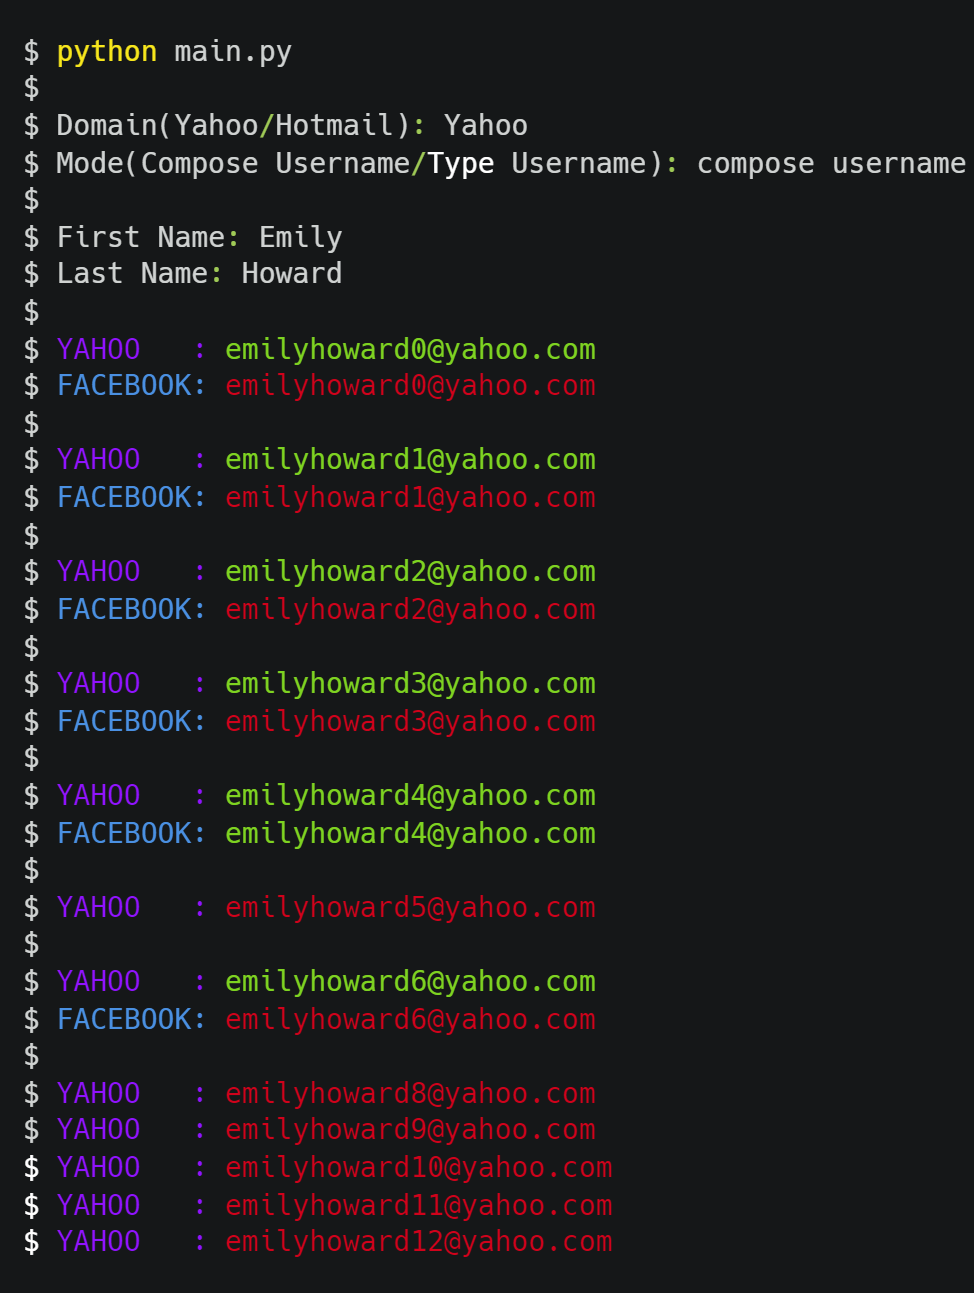 $ python main.py
$
$ Domain(Yahoo/Hotmail): Yahoo
$ Mode(Compose Username/Type Username): compose username
$
$ First Name: Emily
$ Last Name: Howard
$
$ YAHOO   : emilyhoward0@yahoo.com
$ FACEBOOK: emilyhoward0@yahoo.com
$
$ YAHOO   : emilyhoward1@yahoo.com
$ FACEBOOK: emilyhoward1@yahoo.com
$
$ YAHOO   : emilyhoward2@yahoo.com
$ FACEBOOK: emilyhoward2@yahoo.com
$
$ YAHOO   : emilyhoward3@yahoo.com
$ FACEBOOK: emilyhoward3@yahoo.com
$
$ YAHOO   : emilyhoward4@yahoo.com
$ FACEBOOK: emilyhoward4@yahoo.com
$
$ YAHOO   : emilyhoward5@yahoo.com
$
$ YAHOO   : emilyhoward6@yahoo.com
$ FACEBOOK: emilyhoward6@yahoo.com
$
$ YAHOO   : emilyhoward8@yahoo.com
$ YAHOO   : emilyhoward9@yahoo.com
$ YAHOO   : emilyhoward10@yahoo.com
$ YAHOO   : emilyhoward11@yahoo.com
$ YAHOO   : emilyhoward12@yahoo.com